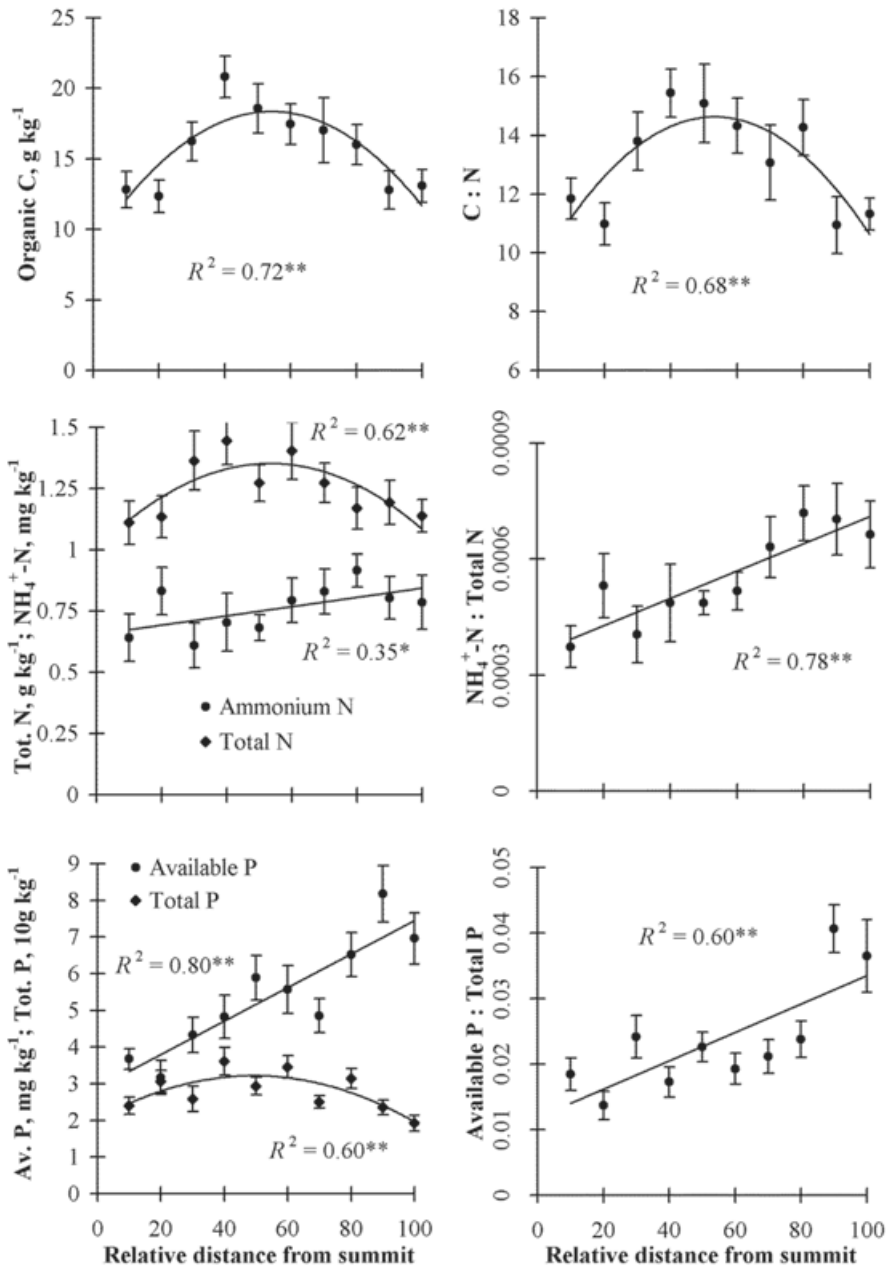 25
20
15
10
5
0
Organic C, g kg⁻¹
R² = 0.72**
18
16
14
12
10
8
6
C : N
R² = 0.68**
1.5
1.25
1
0.75
0.5
0.25
0
Tot. N, g kg⁻¹; NH₄⁺-N, mg kg⁻¹
R² = 0.62**
R² = 0.35*
Ammonium N
Total N
0.0009
0.0006
0.0003
0
NH₄⁺-N : Total N
R² = 0.78**
9
8
7
6
5
4
3
2
1
0
Av. P, mg kg⁻¹; Tot. P, 10g kg⁻¹
Available P
Total P
R² = 0.80**
R² = 0.60**
0 20 40 60 80 100
Relative distance from summit
0.05
0.04
0.03
0.02
0.01
0
Available P : Total P
R² = 0.60**
0 20 40 60 80 100
Relative distance from summit